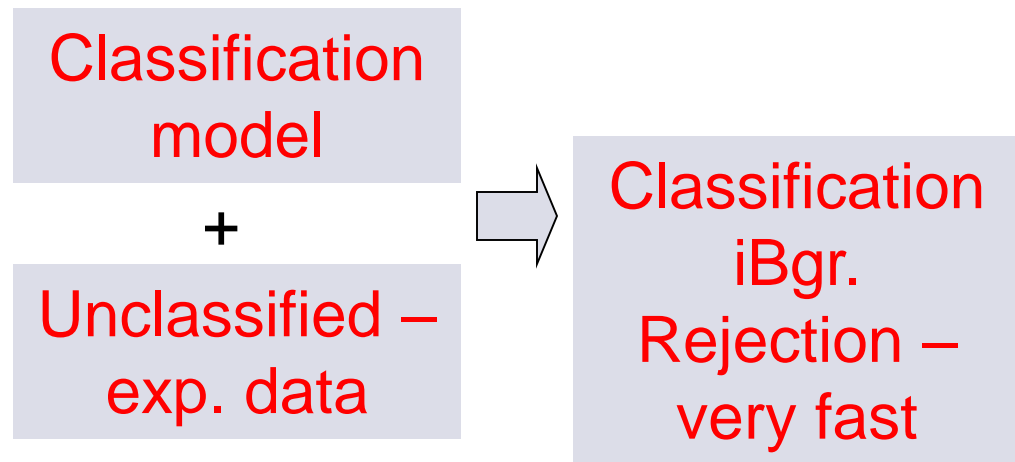 Classification
model
+
Unclassified –
exp. data
Classification
iBgr.
Rejection –
very fast